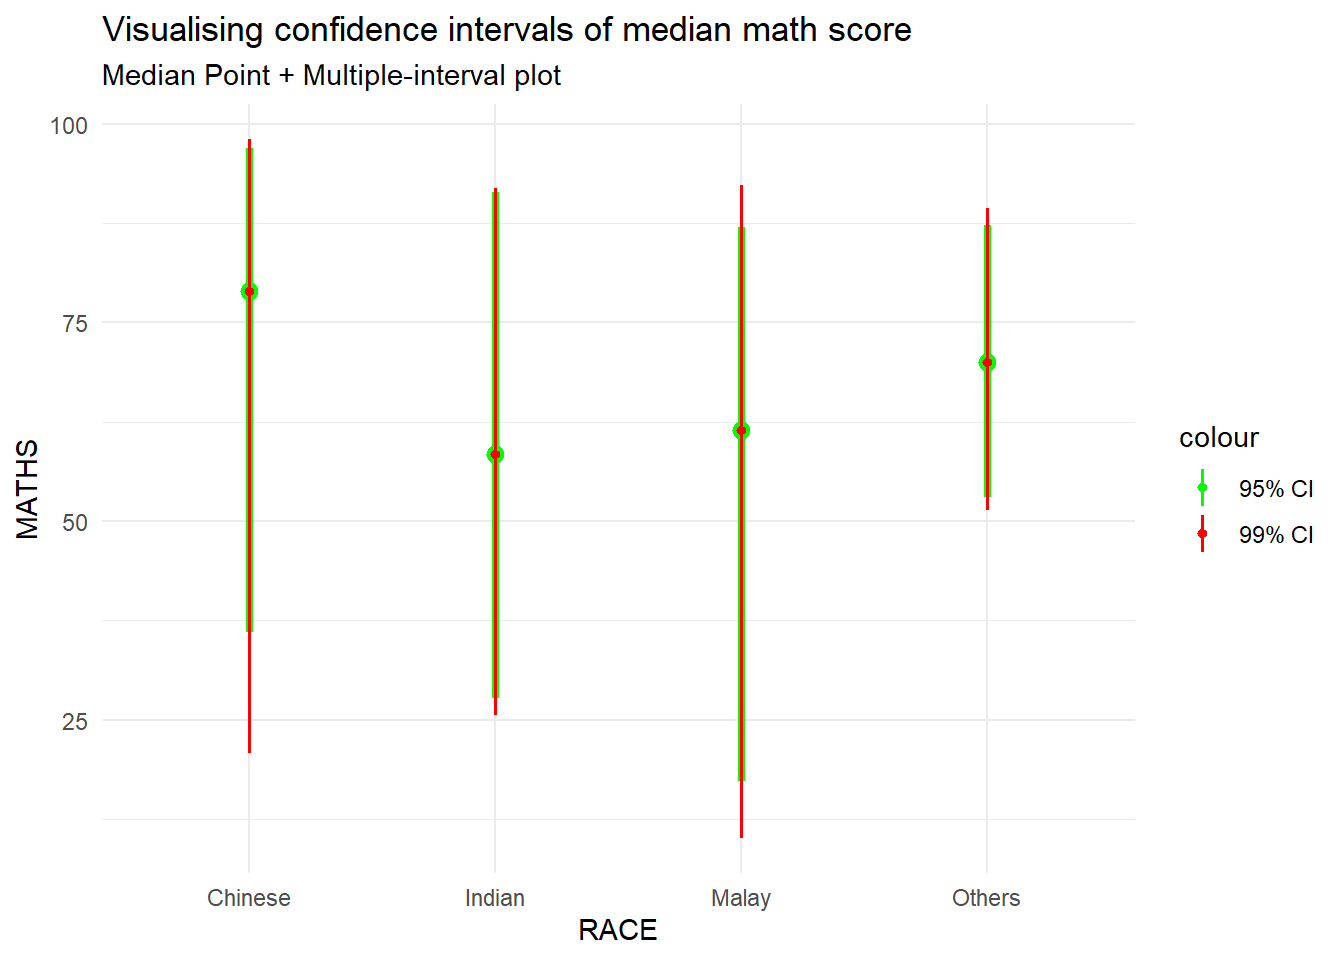 Visualising confidence intervals of median math score
Median Point + Multiple-interval plot
100
75
50
25
MATHS
Chinese
Indian
Malay
Others
RACE
colour
95% CI
99% CI